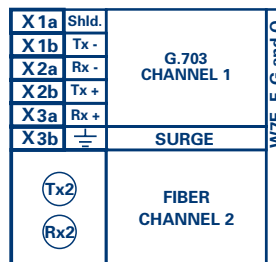 X1a Shld.
X1b Tx -
X2a Rx -
X2b Tx +
X3a Rx +
X3b
G.703
CHANNEL 1
SURGE
Tx2
Rx2
FIBER
CHANNEL 2